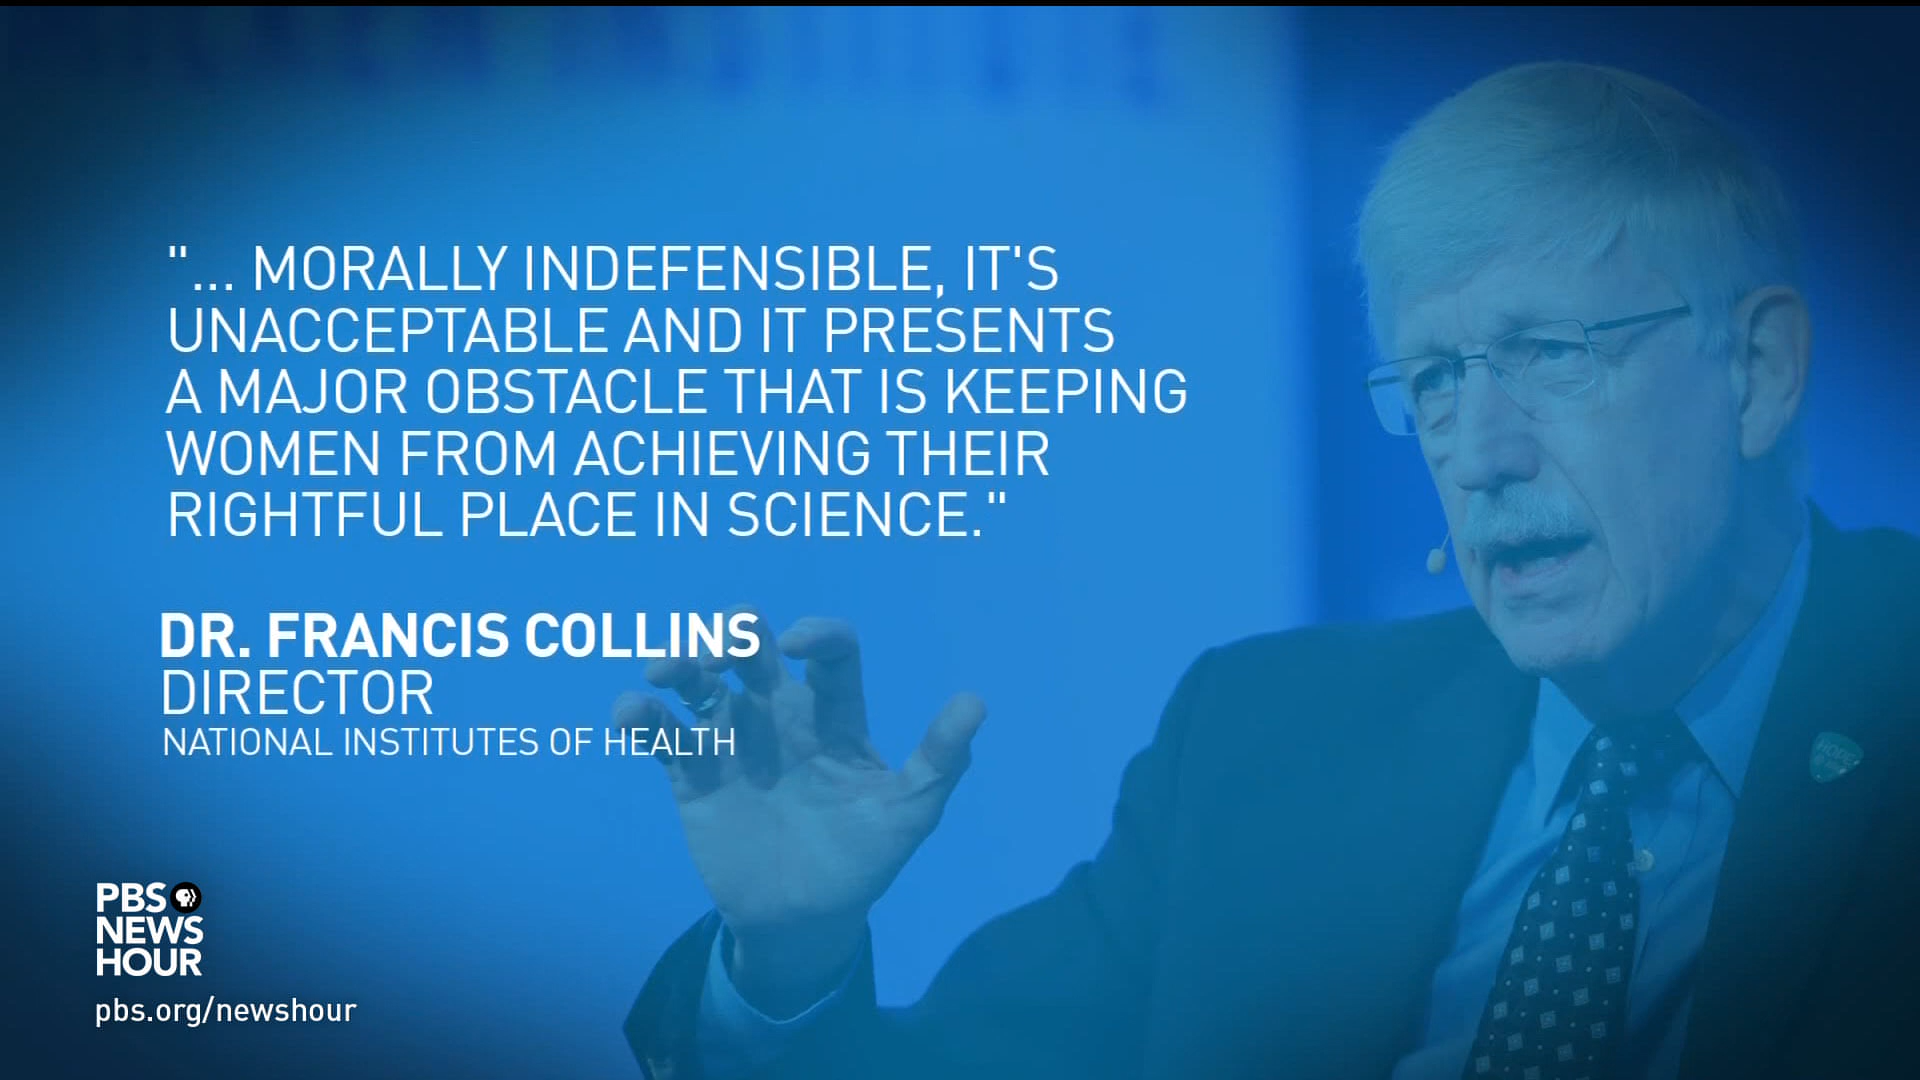 "... MORALLY INDEFENSIBLE, IT'S
UNACCEPTABLE AND IT PRESENTS
A MAJOR OBSTACLE THAT IS KEEPING
WOMEN FROM ACHIEVING THEIR
RIGHTFUL PLACE IN SCIENCE."
DR. FRANCIS COLLINS
DIRECTOR
NATIONAL INSTITUTES OF HEALTH
PBS
NEWS
HOUR
pbs.org/newshour